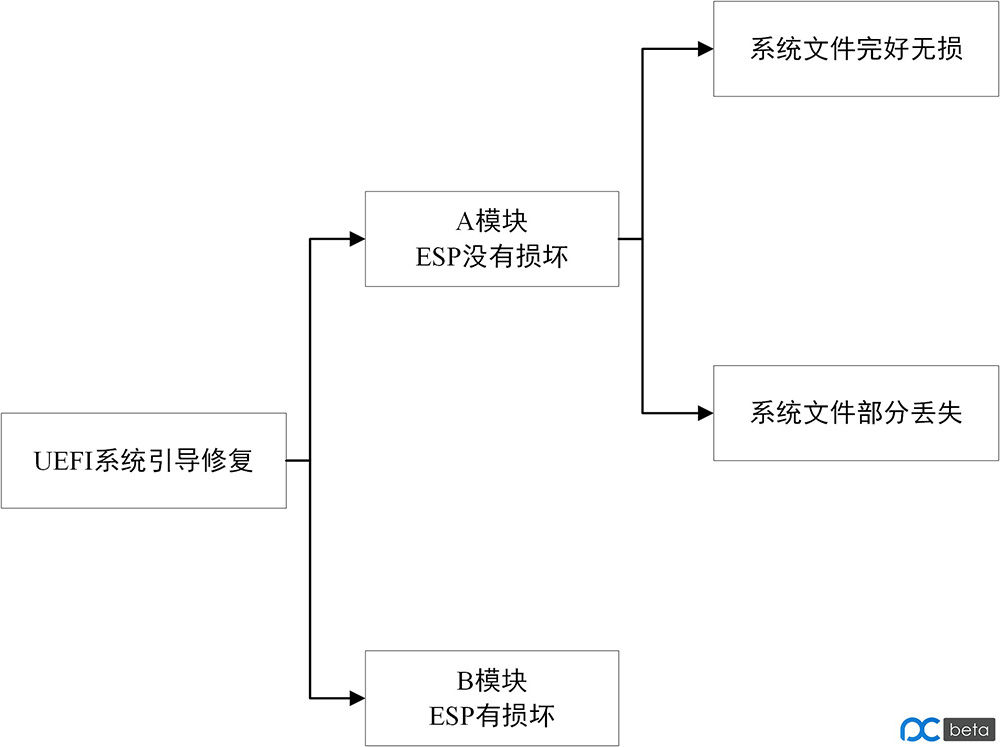 系统文件完好无损
A模块
ESP没有损坏
系统文件部分丢失
UEFI系统引导修复
B模块
ESP有损坏
PC beta